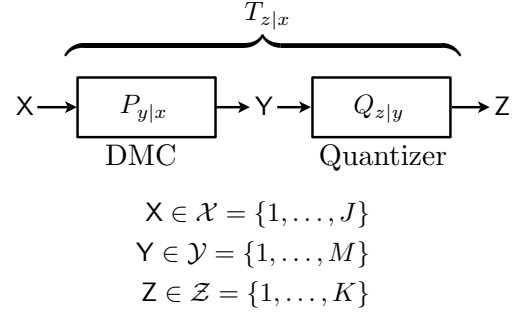 T_{z|x}
X P_{y|x} Y Q_{z|y} Z
DMC Quantizer
X ∈ 𝒳 = {1, . . . , J}
Y ∈ 𝒴 = {1, . . . , M}
Z ∈ 𝒵 = {1, . . . , K}